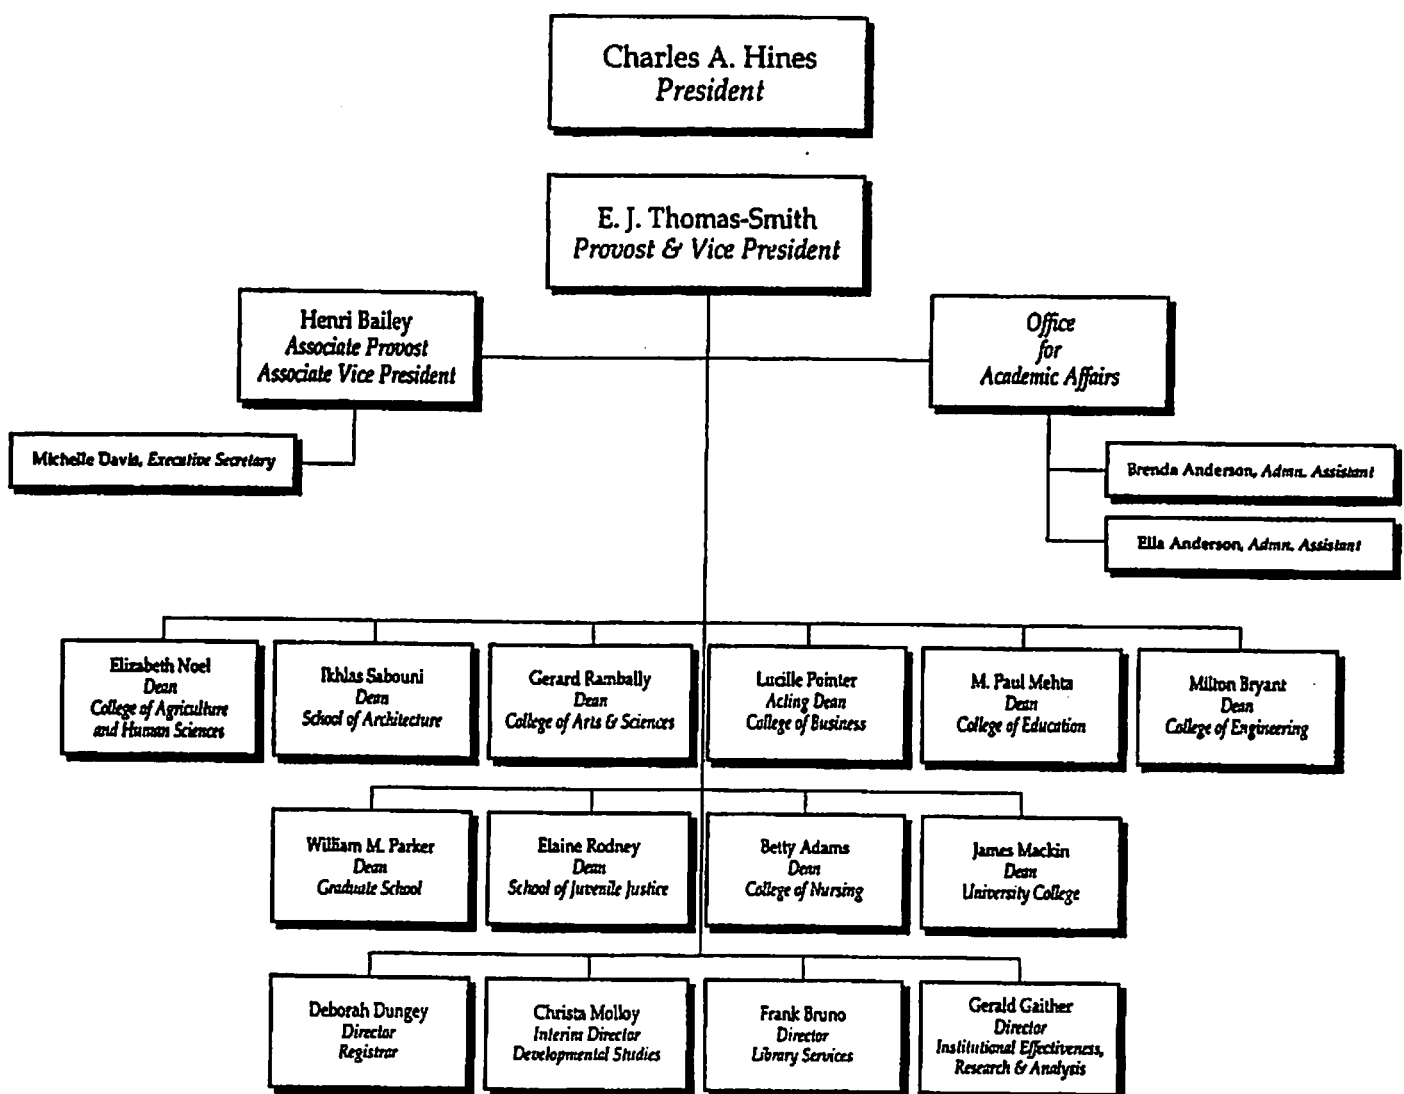 Charles A. Hines
President
E. J. Thomas-Smith
Provost & Vice President
Henri Bailey
Associate Provost
Associate Vice President
Office
for
Academic Affairs
Michelle Davis, Executive Secretary
Brenda Anderson, Admn. Assistant
Ella Anderson, Admn. Assistant
Elizabeth Noel
Dean
College of Agriculture
and Human Sciences
Ikhlas Sabouni
Dean
School of Architecture
Gerard Rambally
Dean
College of Arts & Sciences
Lucille Pointer
Acting Dean
College of Business
M. Paul Mehta
Dean
College of Education
Milton Bryant
Dean
College of Engineering
William M. Parker
Dean
Graduate School
Elaine Rodney
Dean
School of Juvenile Justice
Betty Adams
Dean
College of Nursing
James Mackin
Dean
University College
Deborah Dungey
Director
Registrar
Christa Molloy
Interim Director
Developmental Studies
Frank Bruno
Director
Library Services
Gerald Gaither
Director
Institutional Effectiveness,
Research & Analysis